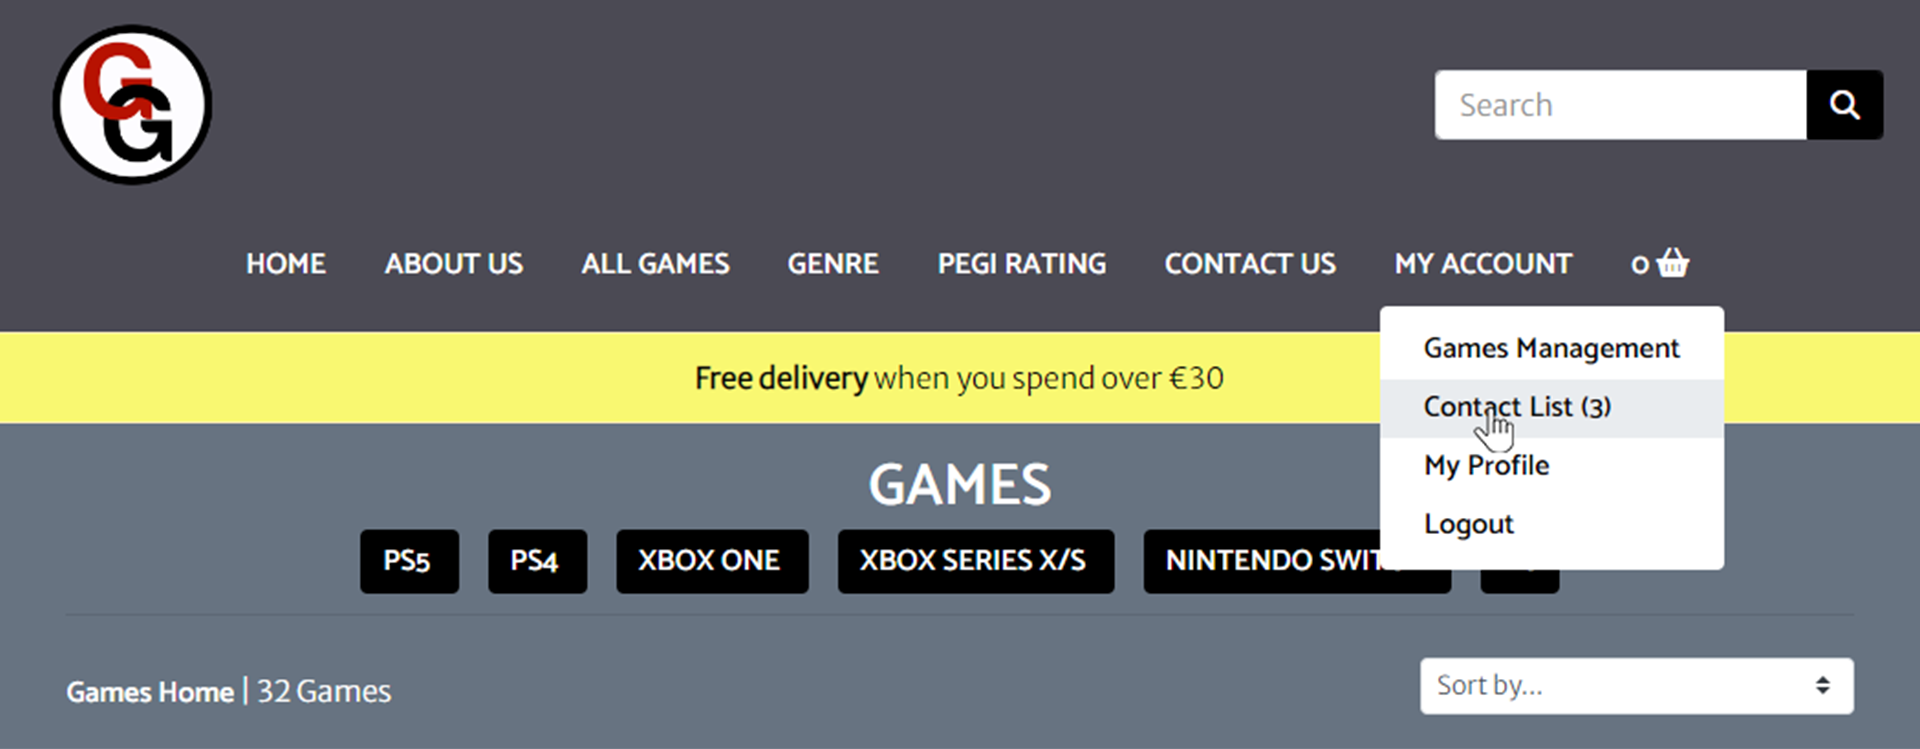 GG
Search
HOME ABOUT US ALL GAMES GENRE PEGI RATING CONTACT US MY ACCOUNT 0
Games Management
Free delivery when you spend over €30
Contact List (3)
My Profile
Logout
GAMES
PS5 PS4 XBOX ONE XBOX SERIES X/S NINTENDO
Games Home | 32 Games
Sort by...